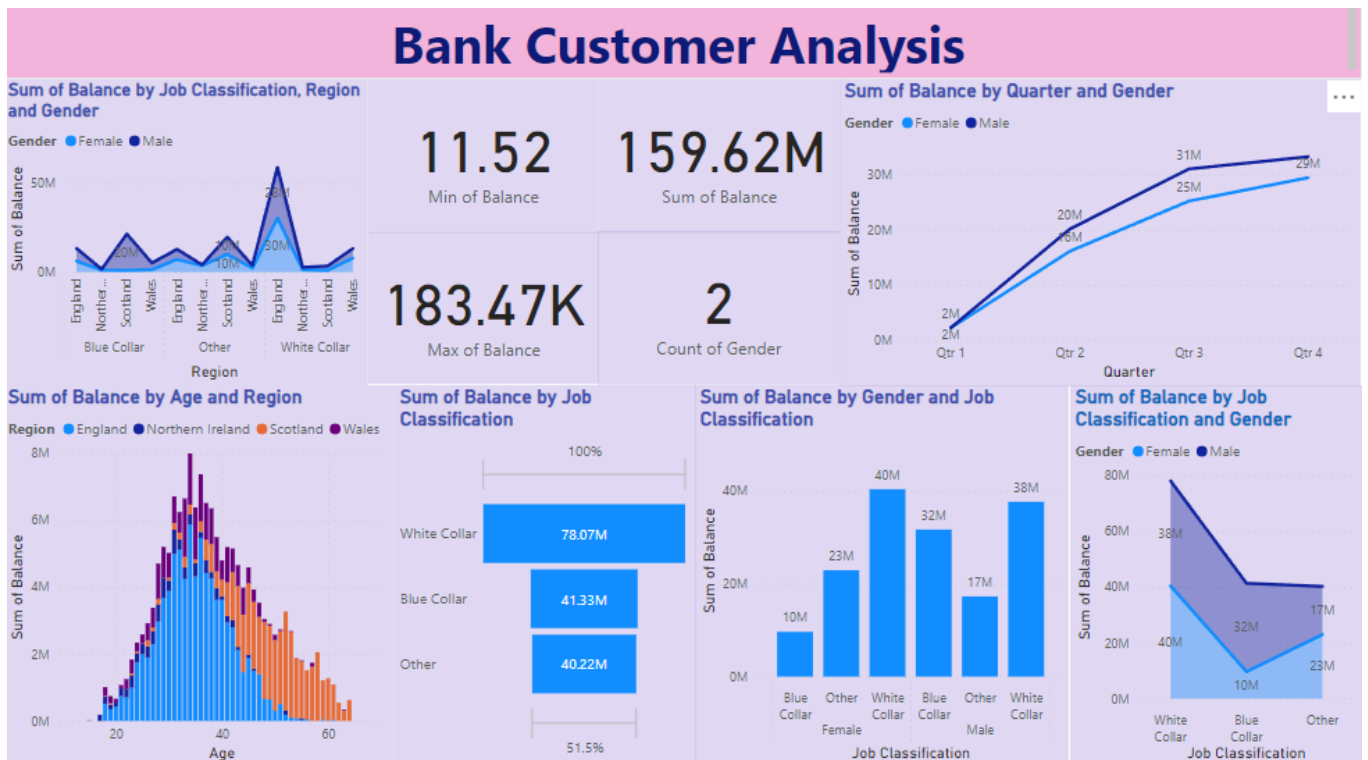 Bank Customer Analysis
Sum of Balance by Job Classification, Region
and Gender
Gender Female Male
Sum of Balance
50M
0M
28M
20M
10M
10M
30M
England
Norther...
Scotland
Wales
England
Norther...
Scotland
Wales
England
Norther...
Scotland
Wales
Blue Collar Other White Collar
Region
11.52
Min of Balance
159.62M
Sum of Balance
183.47K
Max of Balance
2
Count of Gender
Sum of Balance by Quarter and Gender
...
Gender Female Male
Sum of Balance
30M
20M
10M
0M
2M
2M
20M
16M
31M
25M
29M
Qtr 1 Qtr 2 Qtr 3 Qtr 4
Quarter
Sum of Balance by Age and Region
Region England Northern Ireland Scotland Wales
Sum of Balance
8M
6M
4M
2M
0M
20 40 60
Age
Sum of Balance by Job
Classification
100%
White Collar 78.07M
Blue Collar 41.33M
Other 40.22M
51.5%
Sum of Balance by Gender and Job
Classification
Sum of Balance
40M
20M
0M
10M
23M
40M
32M
17M
38M
Blue
Collar
Other
White
Collar
Blue
Collar
Other
White
Collar
Female Male
Job Classification
Sum of Balance by Job
Classification and Gender
Gender Female Male
Sum of Balance
80M
60M
40M
20M
0M
38M
40M
32M
10M
17M
23M
White
Collar
Blue
Collar
Other
Job Classification